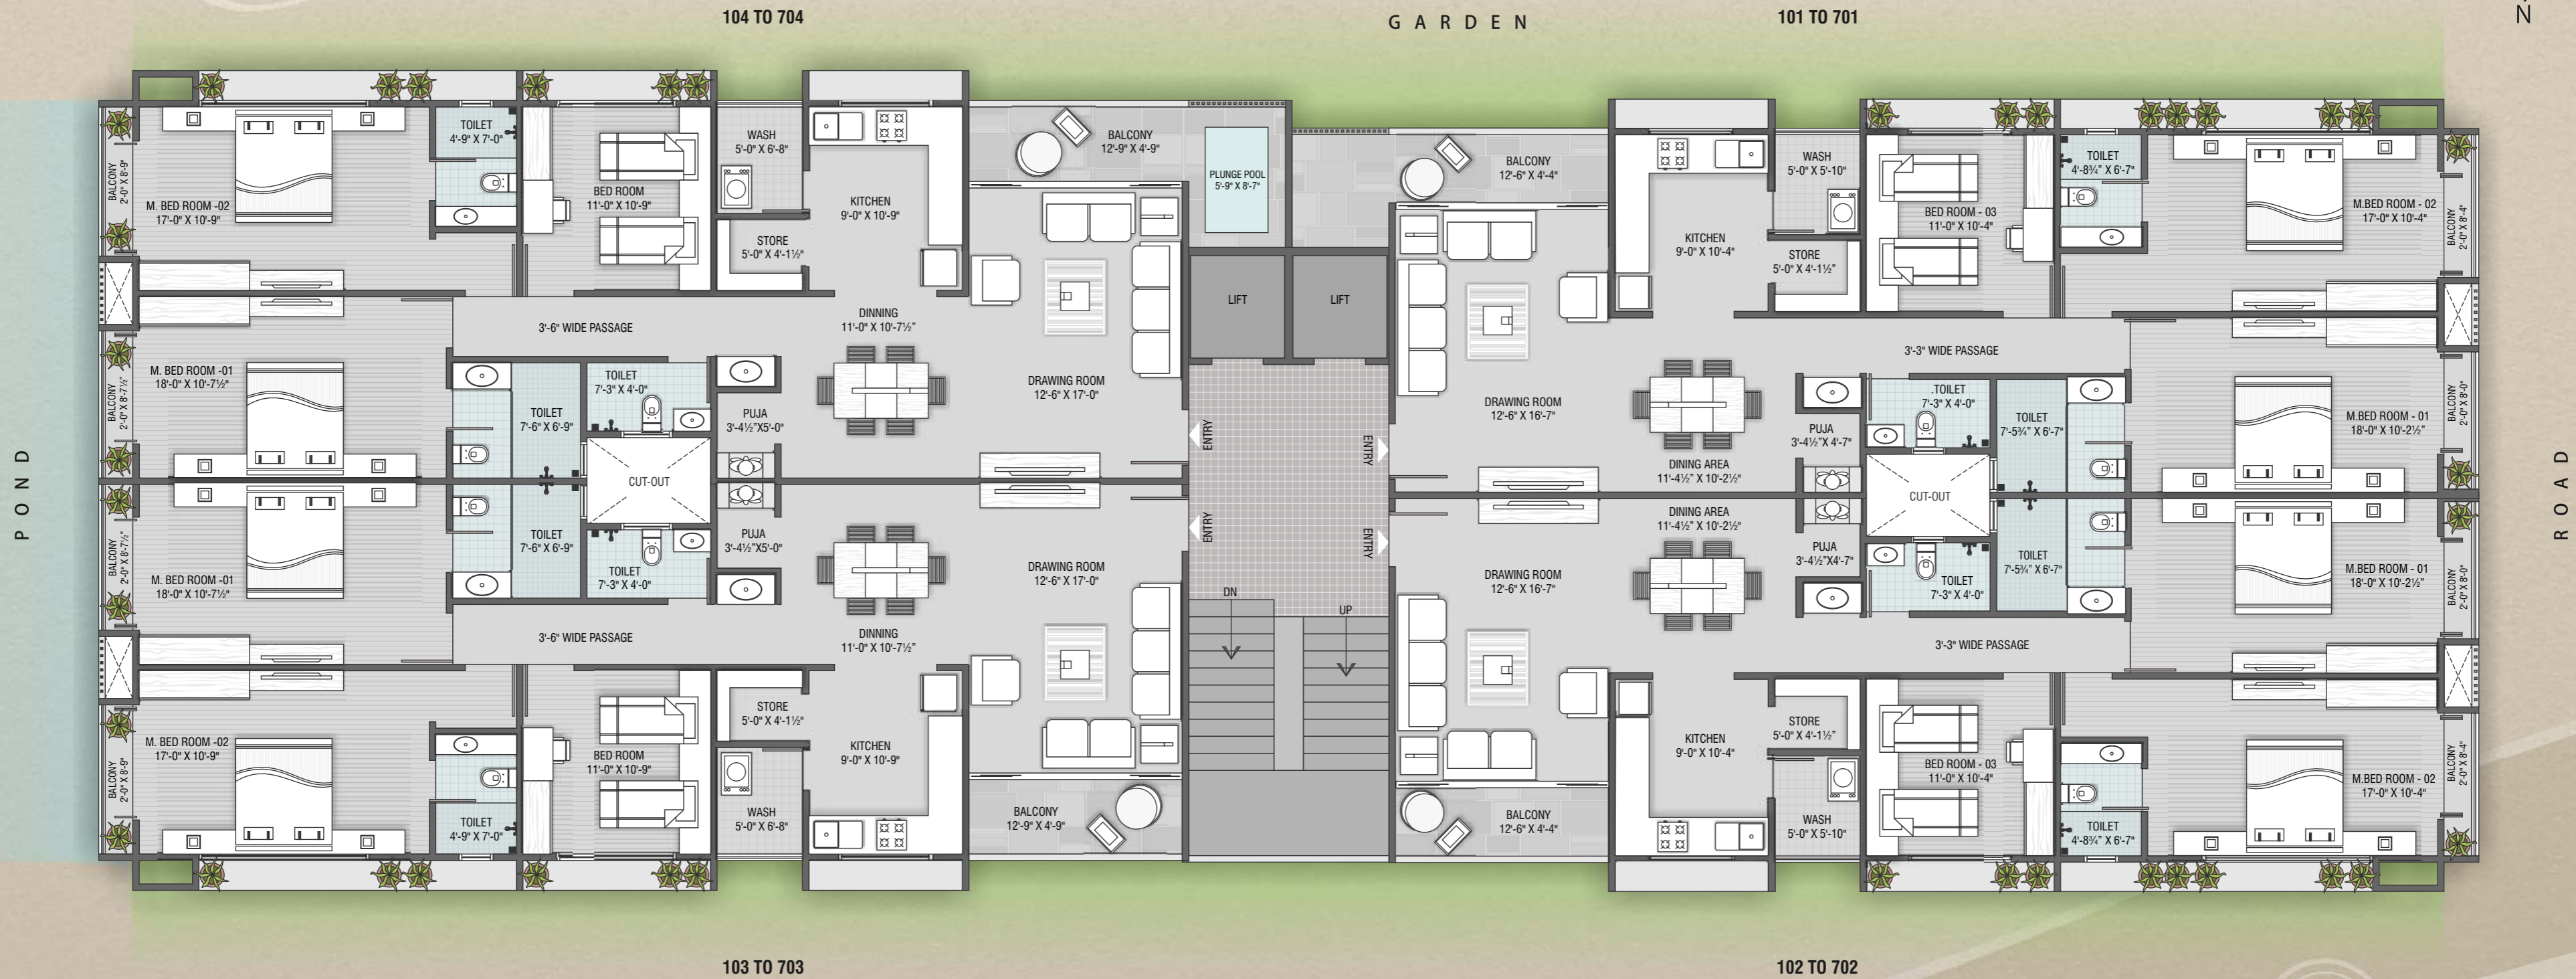 104 TO 704
GARDEN
101 TO 701
N
TOILET
4'-9" X 7'-0"
WASH
5'-0" X 6'-8"
BALCONY
12'-9" X 4'-9"
PLUNGE POOL
5'-9" X 8'-7"
BALCONY
12'-6" X 4'-4"
WASH
5'-0" X 5'-10"
TOILET
4'-8¾" X 6'-7"
BALCONY
2'-0" X 8'-9"
M. BED ROOM -02
17'-0" X 10'-9"
BED ROOM
11'-0" X 10'-9"
KITCHEN
9'-0" X 10'-9"
STORE
5'-0" X 4'-1½"
KITCHEN
9'-0" X 10'-4"
STORE
5'-0" X 4'-1½"
BED ROOM - 03
11'-0" X 10'-4"
M.BED ROOM - 02
17'-0" X 10'-4"
BALCONY
2'-0" X 8'-4"
LIFT
LIFT
3'-6" WIDE PASSAGE
DINNING
11'-0" X 10'-7½"
3'-3" WIDE PASSAGE
BALCONY
2'-0" X 8'-7½"
M. BED ROOM -01
18'-0" X 10'-7½"
TOILET
7'-3" X 4'-0"
TOILET
7'-6" X 6'-9"
PUJA
3'-4½"X5'-0"
DRAWING ROOM
12'-6" X 17'-0"
ENTRY
ENTRY
DRAWING ROOM
12'-6" X 16'-7"
DINING AREA
11'-4½" X 10'-2½"
PUJA
3'-4½"X 4'-7"
.TOILET
7'-3" X 4'-0"
TOILET
7'-5¾" X 6'-7"
M.BED ROOM - 01
18'-0" X 10'-2½"
BALCONY
2'-0" X 8'-0"
POND
CUT-OUT
CUT-OUT
ROAD
BALCONY
2'-0" X 8'-7½"
M. BED ROOM -01
18'-0" X 10'-7½"
TOILET
7'-6" X 6'-9"
TOILET
7'-3" X 4'-0"
PUJA
3'-4½"X5'-0"
DRAWING ROOM
12'-6" X 17'-0"
ENTRY
ENTRY
DRAWING ROOM
12'-6" X 16'-7"
DINING AREA
11'-4½" X 10'-2½"
PUJA
3'-4½"X4'-7"
TOILET
7'-3" X 4'-0"
TOILET
7'-5¾" X 6'-7"
M.BED ROOM - 01
18'-0" X 10'-2½"
BALCONY
2'-0" X 8'-0"
DN
UP
3'-6" WIDE PASSAGE
DINNING
11'-0" X 10'-7½"
3'-3" WIDE PASSAGE
BALCONY
2'-0" X 8'-9"
M. BED ROOM -02
17'-0" X 10'-9"
BED ROOM
11'-0" X 10'-9"
STORE
5'-0" X 4'-1½"
KITCHEN
9'-0" X 10'-9"
KITCHEN
9'-0" X 10'-4"
STORE
5'-0" X 4'-1½"
BED ROOM - 03
11'-0" X 10'-4"
M.BED ROOM - 02
17'-0" X 10'-4"
BALCONY
2'-0" X 8'-4"
TOILET
4'-9" X 7'-0"
WASH
5'-0" X 6'-8"
BALCONY
12'-9" X 4'-9"
BALCONY
12'-6" X 4'-4"
WASH
5'-0" X 5'-10"
TOILET
4'-8¾" X 6'-7"
103 TO 703
102 TO 702